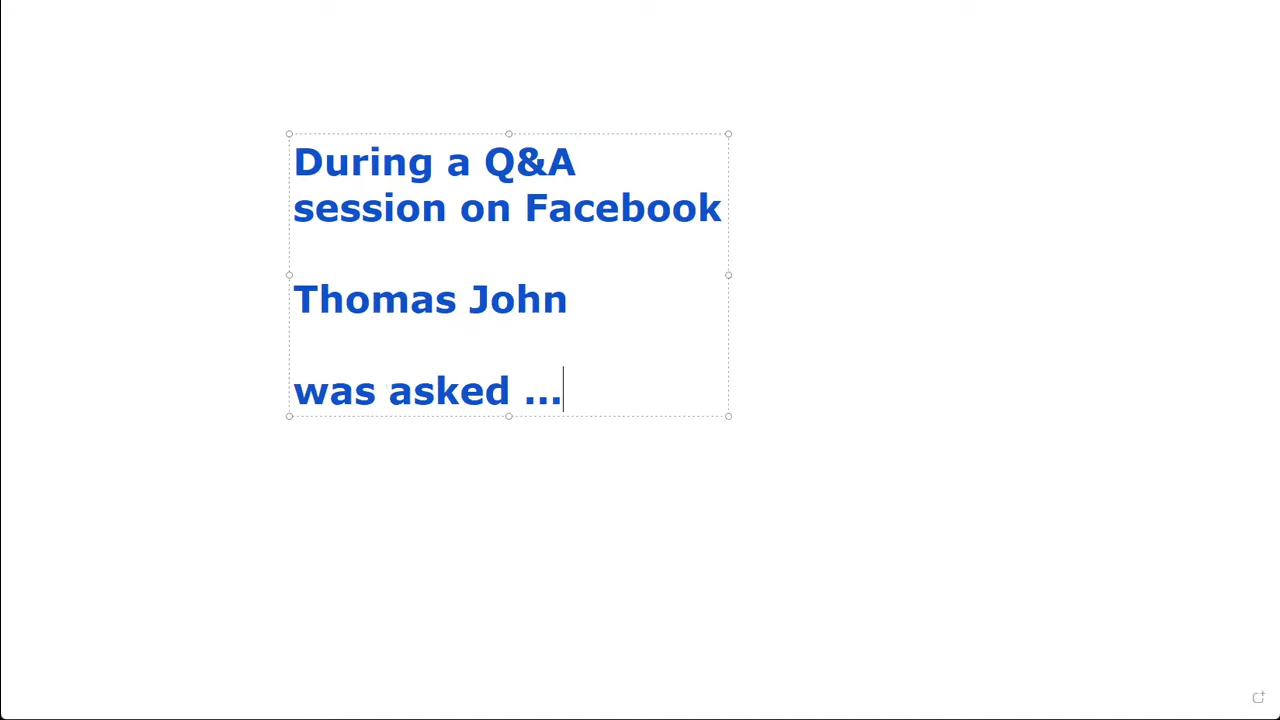 During a Q&A
session on Facebook
Thomas John
was asked ...